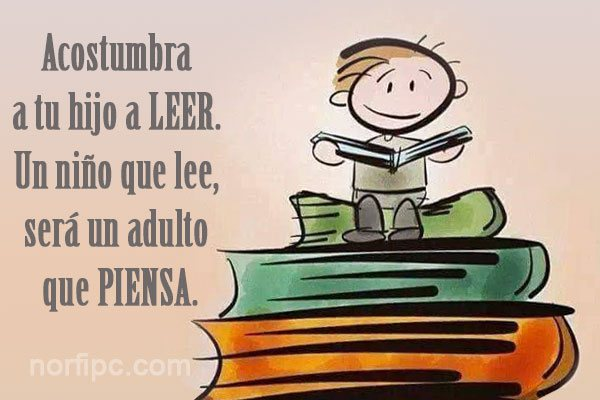 Acostumbra
a tu hijo a LEER.
Un niño que lee,
será un adulto
que PIENSA.
norfipc.com